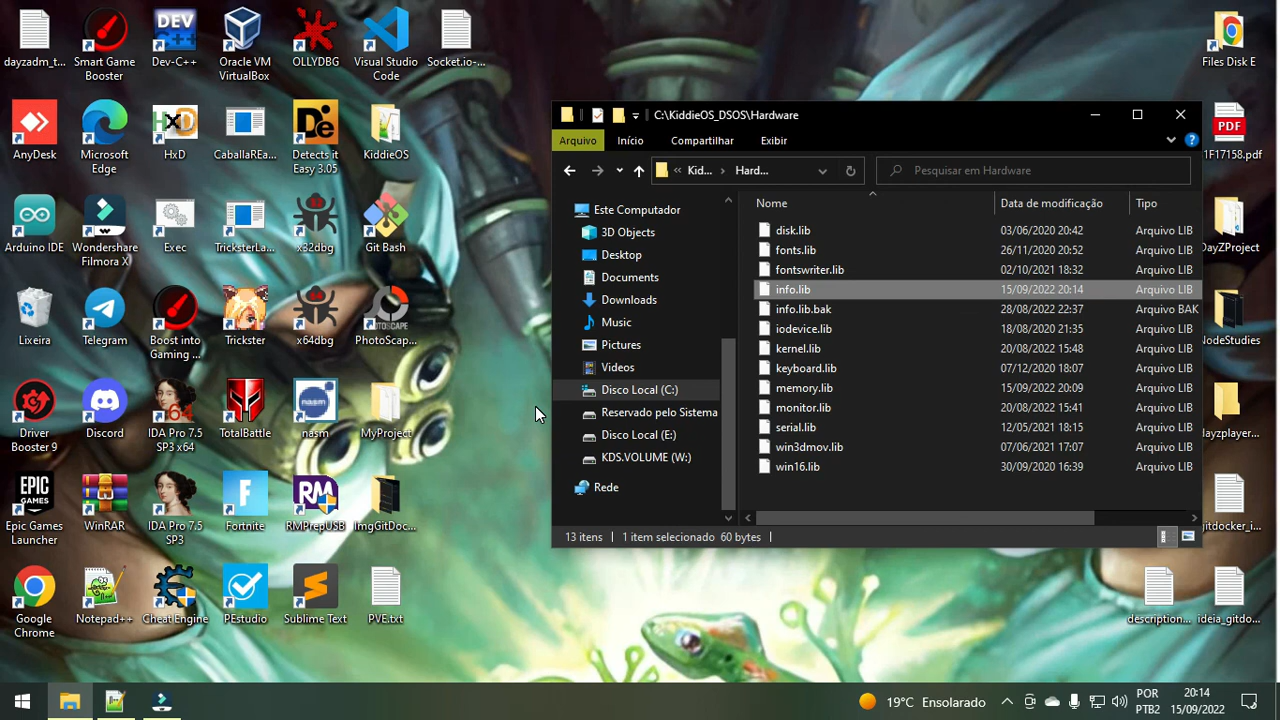 dayzadm_t...
Smart Game
Booster
Dev-C++
Oracle VM
VirtualBox
OLLYDBG
Visual Studio
Code
Socket.io-...
Files Disk E
AnyDesk
Microsoft
Edge
HxD
CaballaREa...
Detects it
Easy 3.05
KiddieOS
PDF
1F17158.pdf
Arduino IDE
Wondershare
Filmora X
Exec
TricksterLa...
x32dbg
Git Bash
DayZProject
Lixeira
Telegram
Boost into
Gaming ...
Trickster
x64dbg
PhotoScap...
NodeStudies
Driver
Booster 9
Discord
IDA Pro 7.5
SP3 x64
TotalBattle
nasm
MyProject
layzplayer...
Epic Games
Launcher
WinRAR
IDA Pro 7.5
SP3
Fortnite
RMPrepUSB
ImgGitDoc...
gitdocker_i...
Google
Chrome
Notepad++
Cheat Engine
PEstudio
Sublime Text
PVE.txt
description...
ideia_gitdo...
C:\KiddieOS_DSOS\Hardware
Arquivo Início Compartilhar Exibir
« Kid... › Hard... Pesquisar em Hardware
Este Computador
3D Objects
Desktop
Documents
Downloads
Music
Pictures
Videos
Disco Local (C:)
Reservado pelo Sistema
Disco Local (E:)
KDS.VOLUME (W:)
Rede
Nome Data de modificação Tipo
disk.lib 03/06/2020 20:42 Arquivo LIB
fonts.lib 26/11/2020 20:52 Arquivo LIB
fontswriter.lib 02/10/2021 18:32 Arquivo LIB
info.lib 15/09/2022 20:14 Arquivo LIB
info.lib.bak 28/08/2022 22:37 Arquivo BAK
iodevice.lib 18/08/2020 21:33 Arquivo LIB
kernel.lib 20/08/2022 15:48 Arquivo LIB
keyboard.lib 07/12/2020 18:07 Arquivo LIB
memory.lib 15/09/2022 20:09 Arquivo LIB
monitor.lib 20/08/2022 15:41 Arquivo LIB
serial.lib 12/05/2021 18:15 Arquivo LIB
win3dmov.lib 07/06/2021 17:07 Arquivo LIB
win16.lib 30/09/2020 16:39 Arquivo LIB
13 itens 1 item selecionado 60 bytes
19°C Ensolarado
POR
PTB2
20:14
15/09/2022